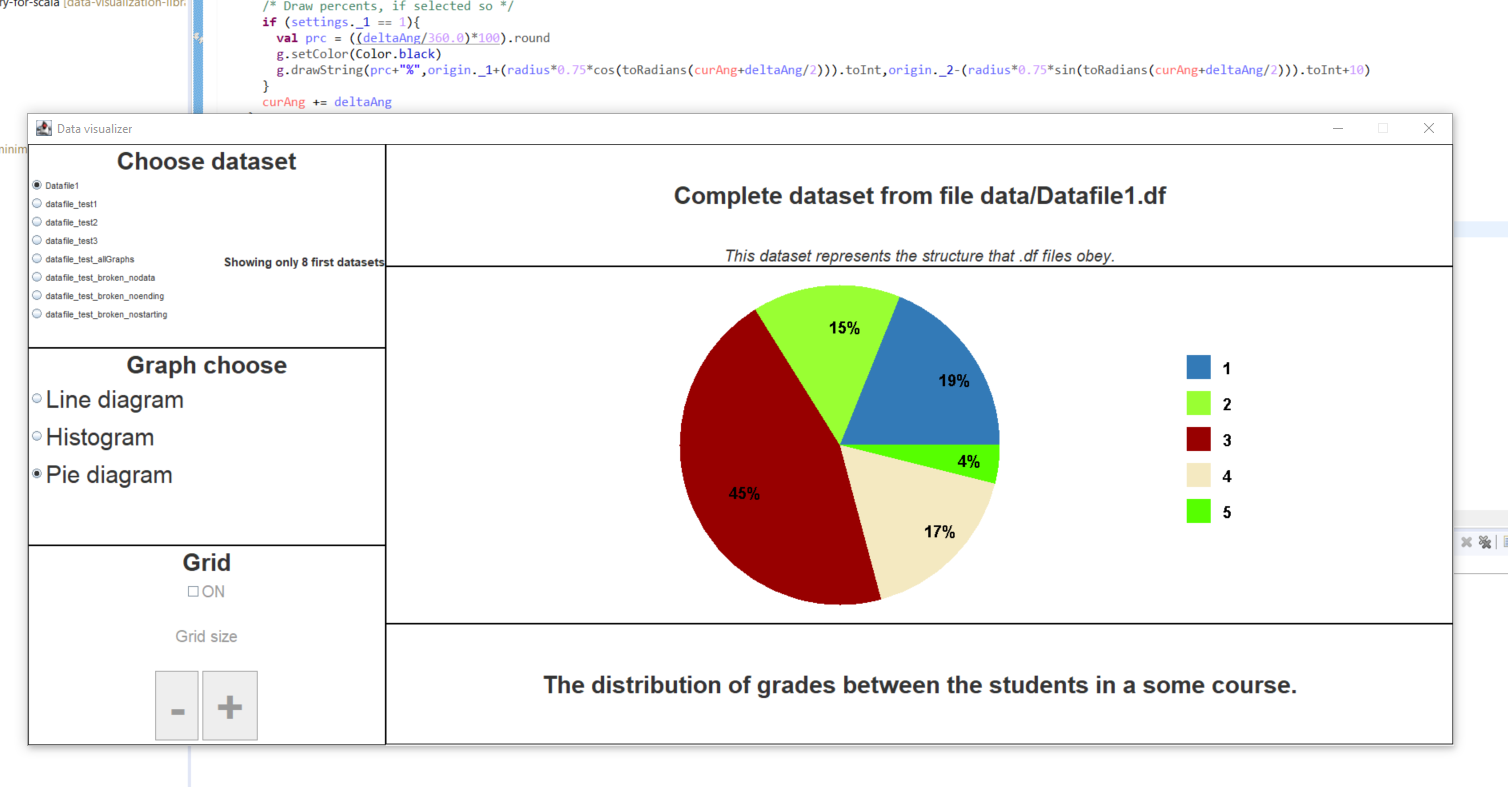 ry-for-scala [data-visualization-libr
/* Draw percents, if selected so */
if (settings._1 == 1){
val prc = ((deltaAng/360.0)*100).round
g.setColor(Color.black)
g.drawString(prc+"%",origin._1+(radius*0.75*cos(toRadians(curAng+deltaAng/2))).toInt,origin._2-(radius*0.75*sin(toRadians(curAng+deltaAng/2))).toInt+10)
}
curAng += deltaAng
minim
Data visualizer
Choose dataset
Datafile1
datafile_test1
datafile_test2
datafile_test3
datafile_test_allGraphs
datafile_test_broken_nodata
datafile_test_broken_noending
datafile_test_broken_nostarting
Showing only 8 first datasets
Graph choose
Line diagram
Histogram
Pie diagram
Grid
ON
Grid size
- +
Complete dataset from file data/Datafile1.df
This dataset represents the structure that .df files obey.
15%
19%
4%
45%
17%
1
2
3
4
5
The distribution of grades between the students in a some course.